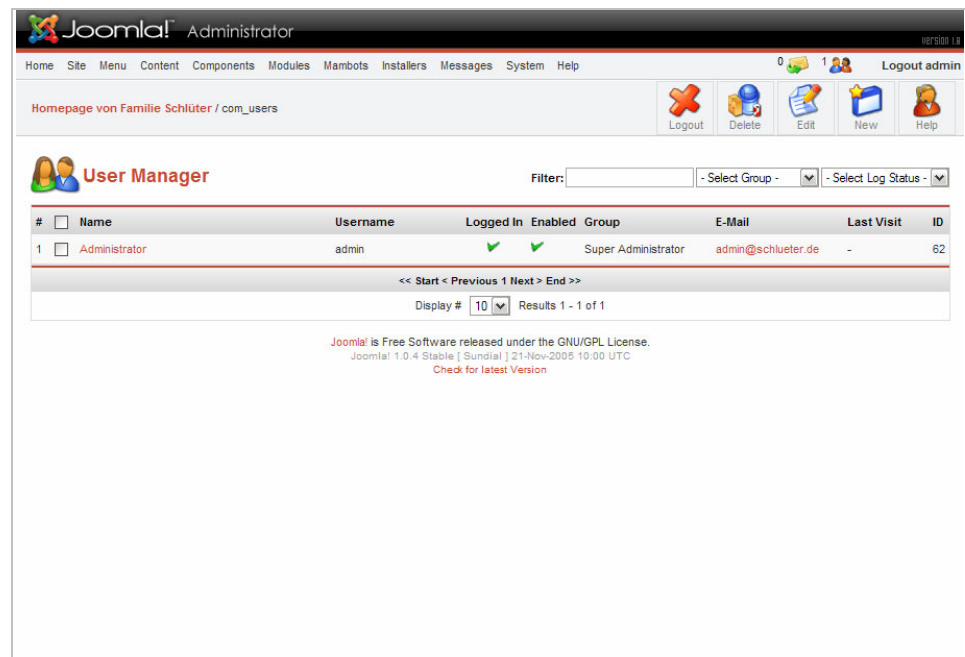 Joomla!™ Administrator
version 1.0
Home Site Menu Content Components Modules Mambots Installers Messages System Help 0 1 Logout admin
Homepage von Familie Schlüter / com_users
Logout Delete Edit New Help
User Manager Filter: - Select Group - - Select Log Status -
# Name Username Logged In Enabled Group E-Mail Last Visit ID
1 Administrator admin Super Administrator admin@schlueter.de - 62
<< Start < Previous 1 Next > End >>
Display # 10 Results 1 - 1 of 1
Joomla! is Free Software released under the GNU/GPL License.
Joomla! 1.0.4 Stable [ Sundial ] 21-Nov-2005 10:00 UTC
Check for latest Version